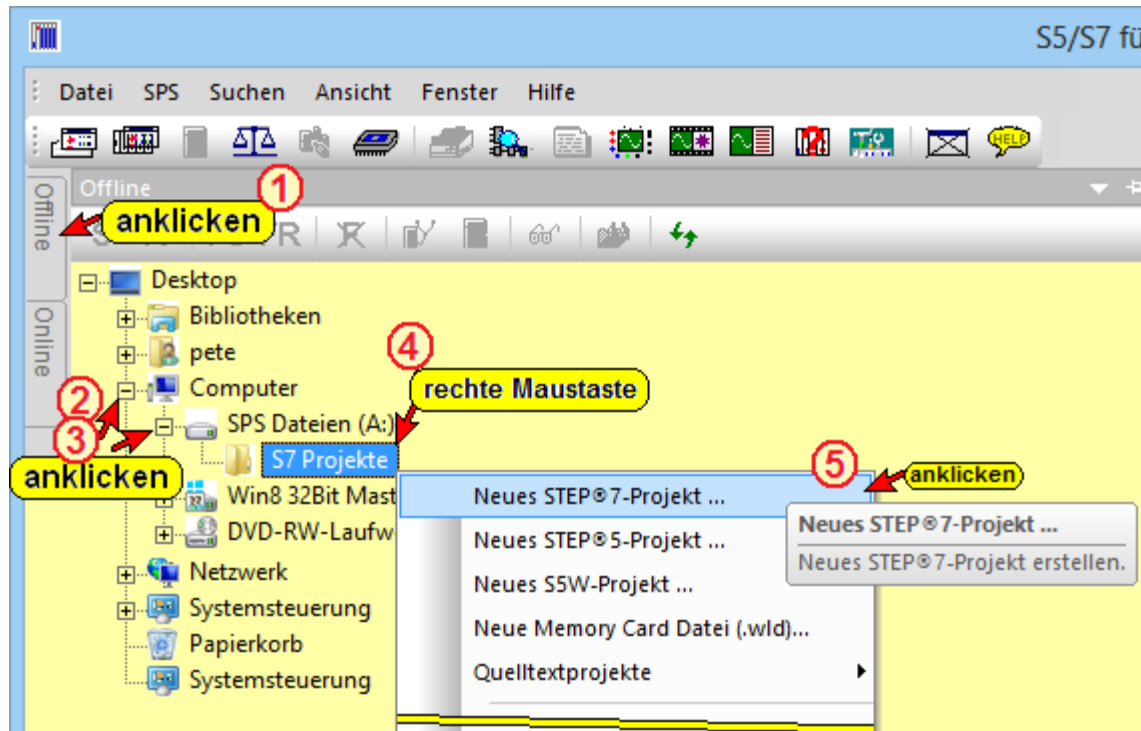 S5/S7 fü
Datei SPS Suchen Ansicht Fenster Hilfe
HELP
Offline
Offline
1
anklicken
Online
Desktop
Bibliotheken
pete
4
rechte Maustaste
2
Computer
3
SPS Dateien (A:)
anklicken
S7 Projekte
5
anklicken
Win8 32Bit Mast
Neues STEP®7-Projekt ...
Neues STEP®7-Projekt ...
DVD-RW-Laufw
Neues STEP®5-Projekt ...
Neues STEP®7-Projekt erstellen.
Netzwerk
Neues S5W-Projekt ...
Systemsteuerung
Neue Memory Card Datei (.wld)...
Papierkorb
Quelltextprojekte
Systemsteuerung